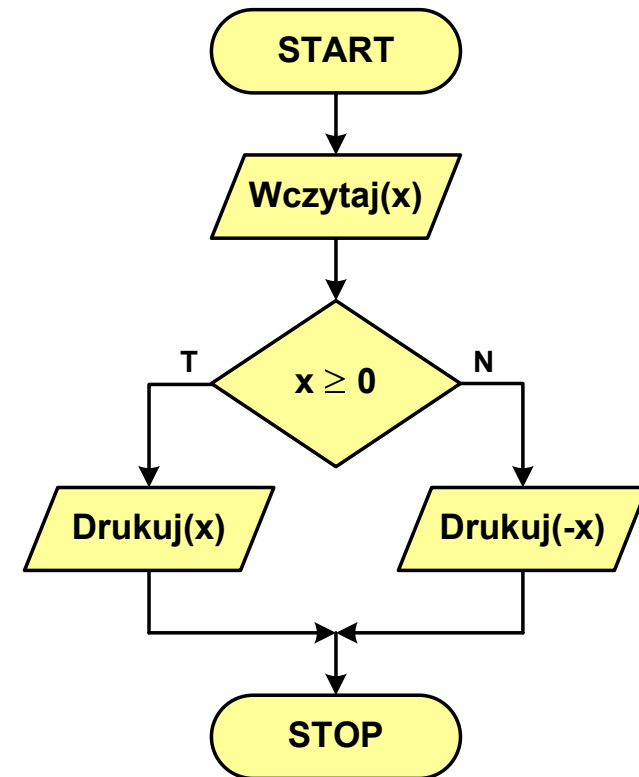 START
Wczytaj(x)
T
x ≥ 0
N
Drukuj(x)
Drukuj(-x)
STOP